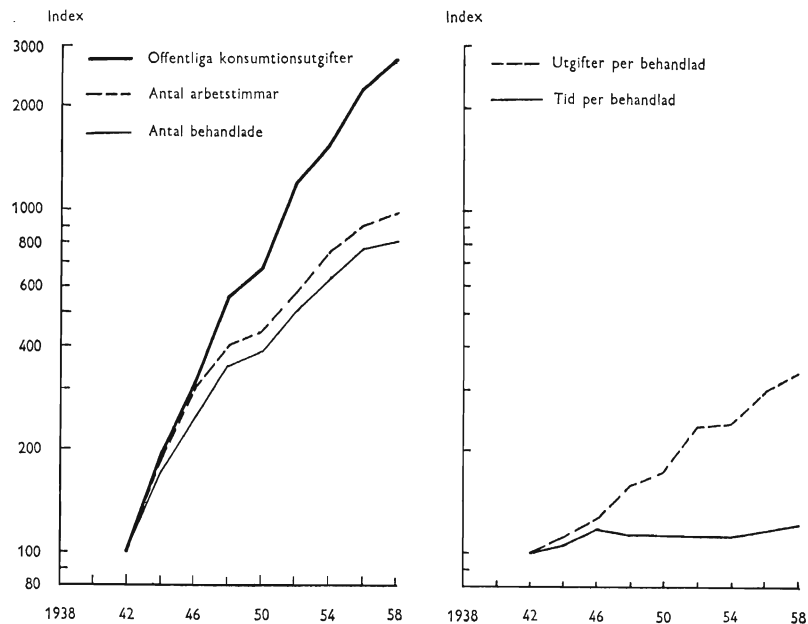 Index
3000
2000
1000
800
600
400
200
100
80
Offentliga konsumtionsutgifter
Antal arbetstimmar
Antal behandlade
1938 42 46 50 54 58
Index
Utgifter per behandlad
Tid per behandlad
1938 42 46 50 54 58